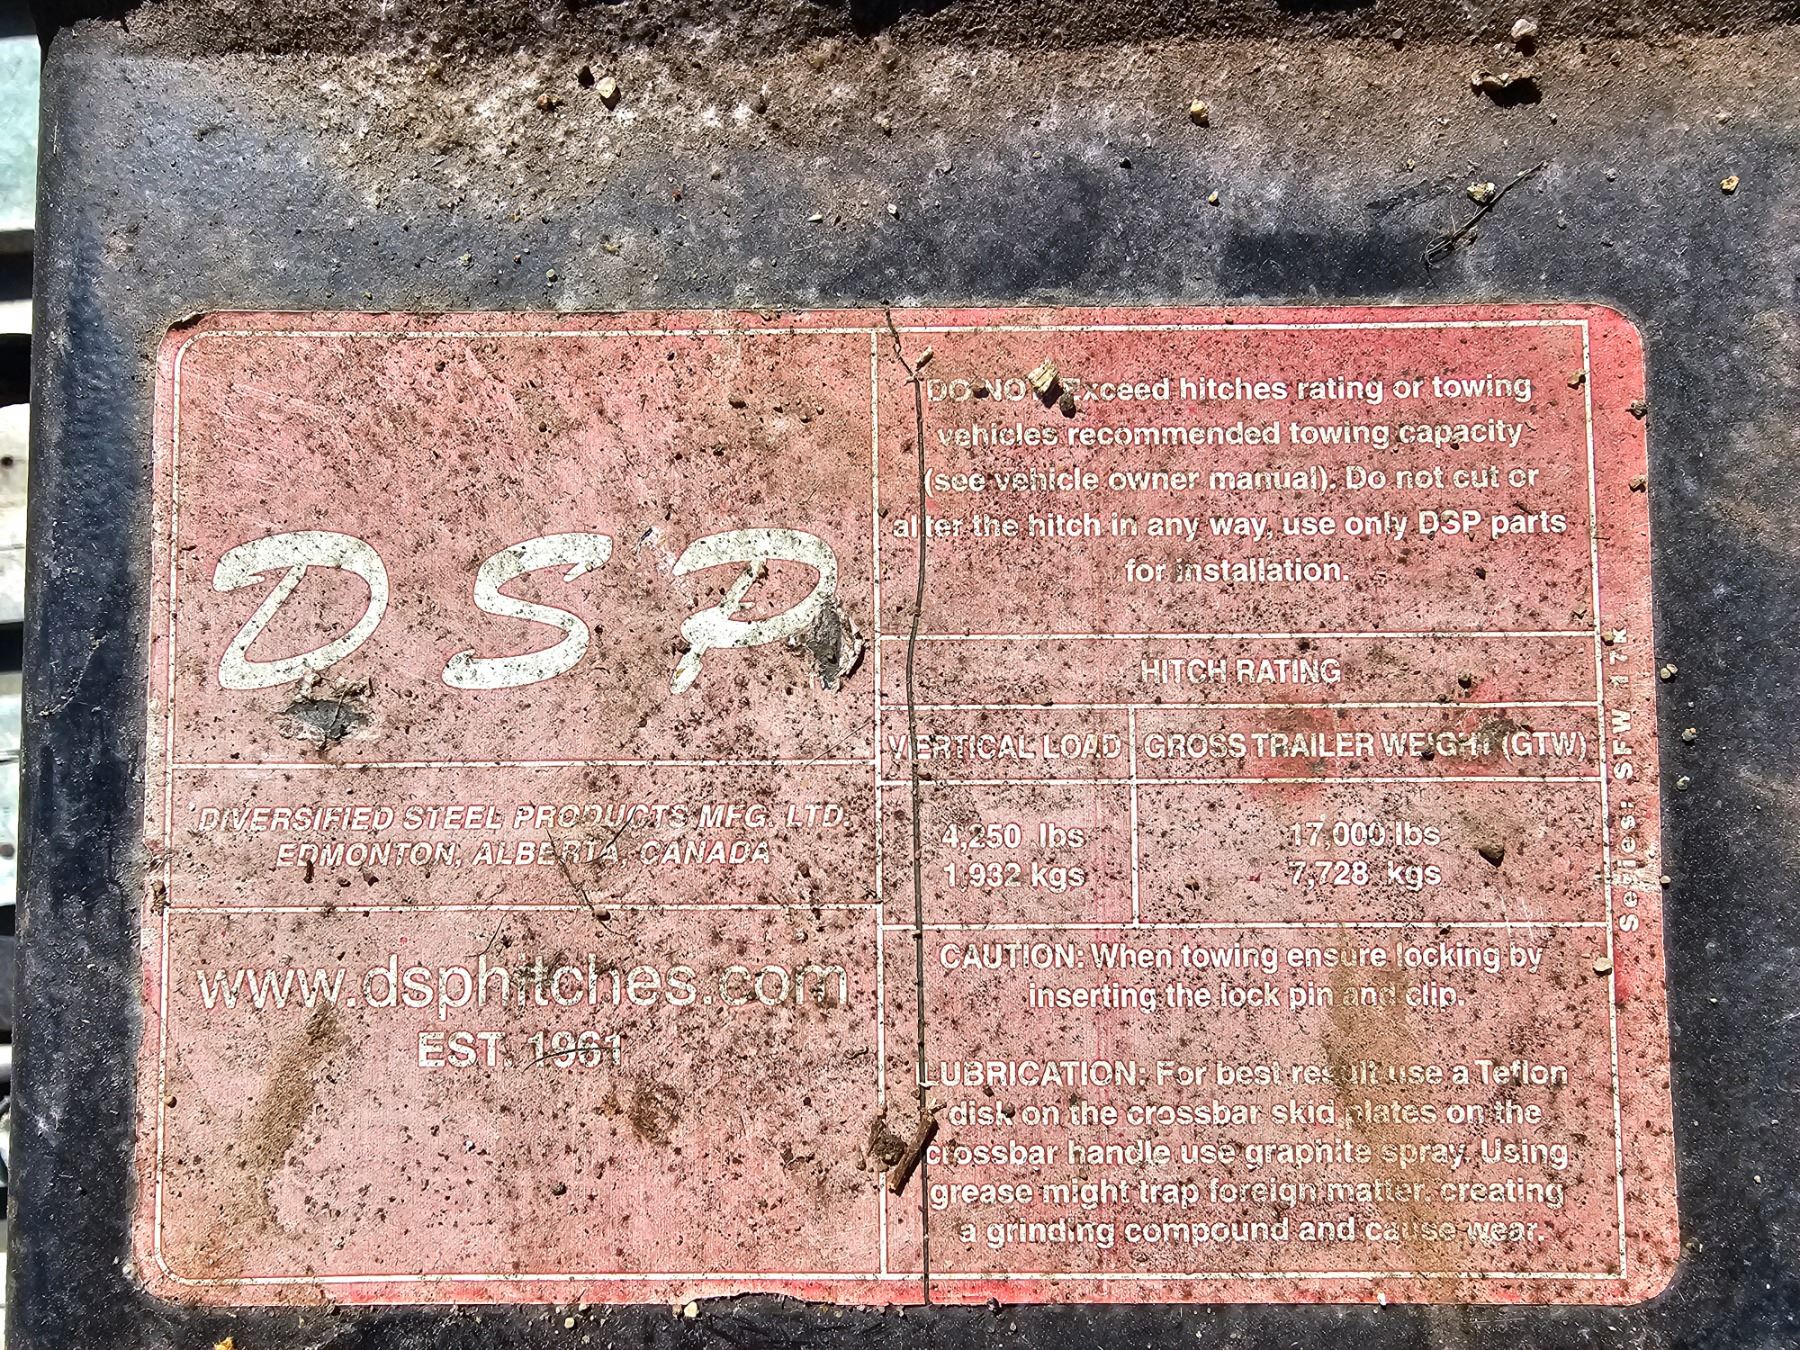 DSP
DIVERSIFIED STEEL PRODUCTS MFG. LTD.
EDMONTON, ALBERTA, CANADA
www.dsphitches.com
EST. 1961
DO NOT Exceed hitches rating or towing
vehicles recommended towing capacity
(see vehicle owner manual). Do not cut or
alter the hitch in any way, use only DSP parts
for installation.
HITCH RATING
VERTICAL LOAD GROSS TRAILER WEIGHT (GTW)
4,250 lbs 17,000 lbs
1,932 kgs 7,728 kgs
CAUTION: When towing ensure locking by
inserting the lock pin and clip.
LUBRICATION: For best result use a Teflon
disk on the crossbar skid plates on the
crossbar handle use graphite spray. Using
grease might trap foreign matter, creating
a grinding compound and cause wear.
Series: SFW 17K